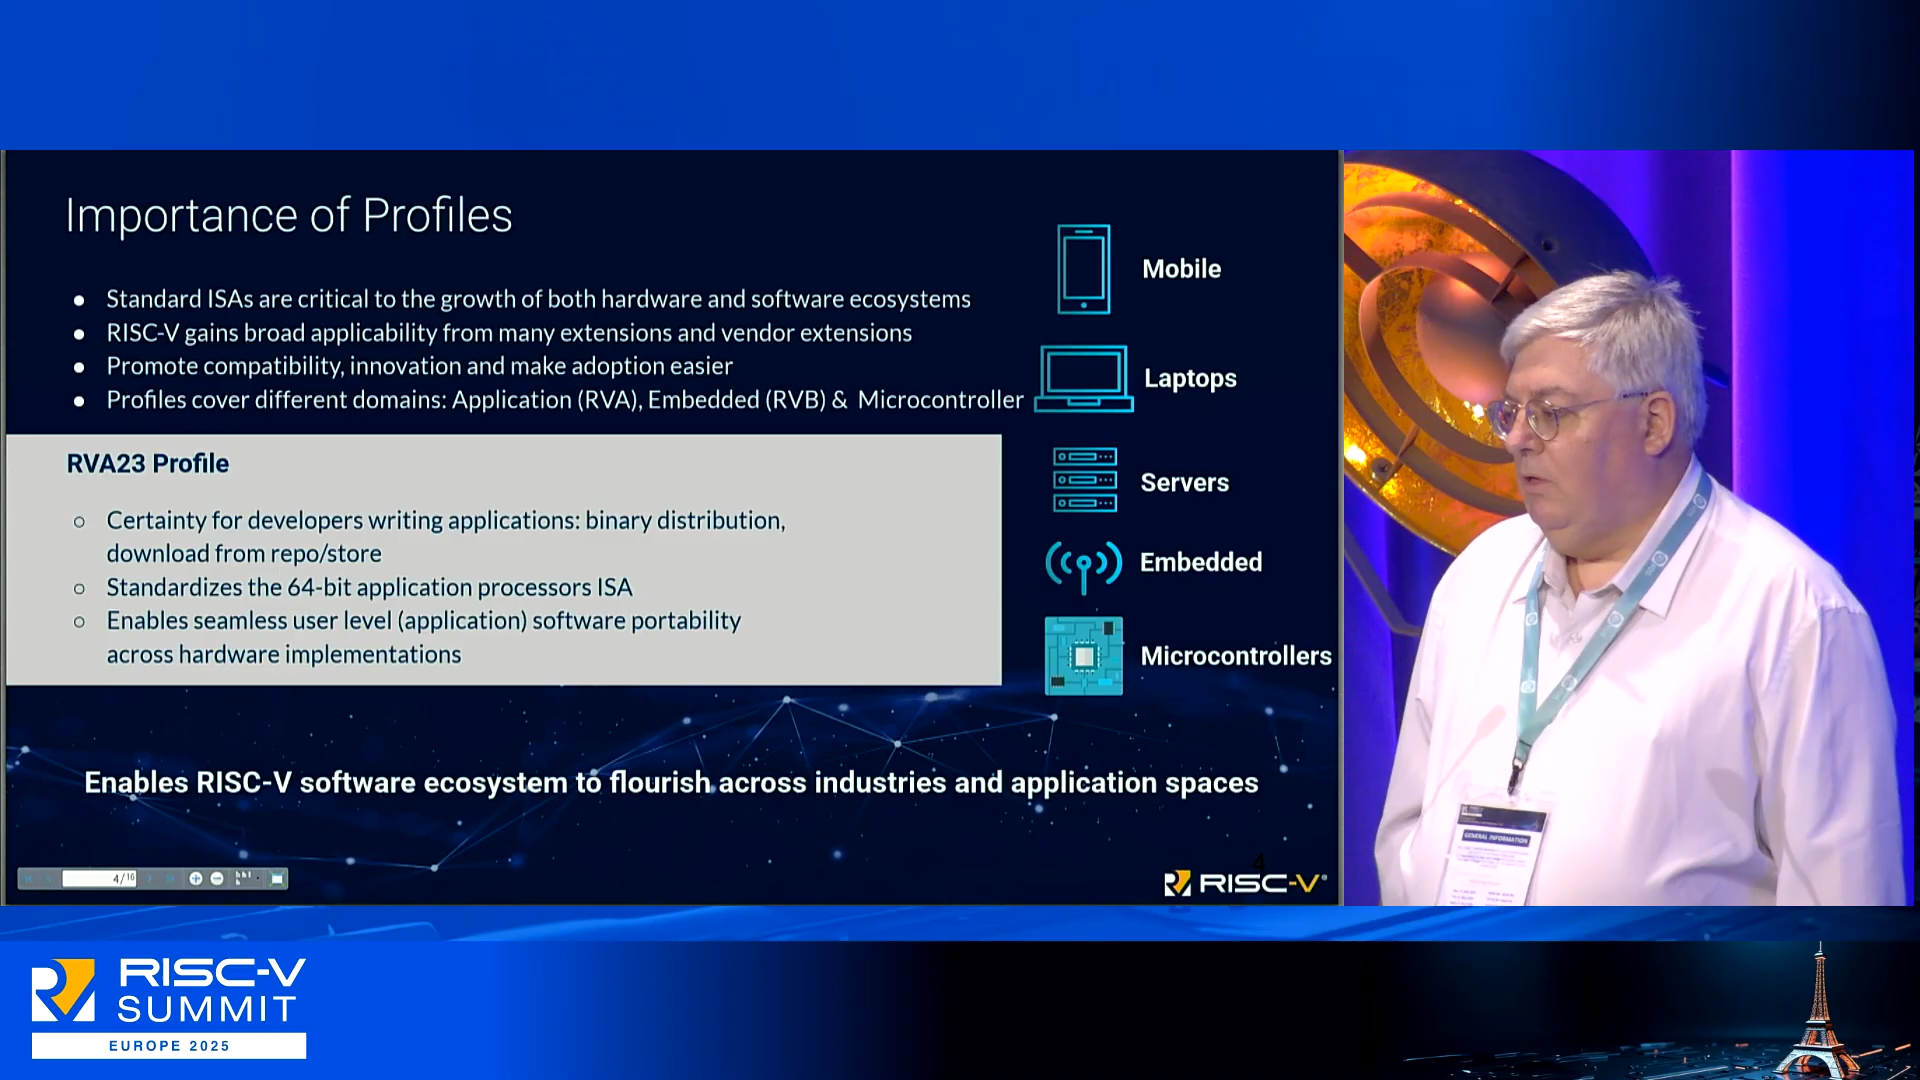 Importance of Profiles
● Standard ISAs are critical to the growth of both hardware and software ecosystems
● RISC-V gains broad applicability from many extensions and vendor extensions
● Promote compatibility, innovation and make adoption easier
● Profiles cover different domains: Application (RVA), Embedded (RVB) & Microcontroller
RVA23 Profile
○ Certainty for developers writing applications: binary distribution,
download from repo/store
○ Standardizes the 64-bit application processors ISA
○ Enables seamless user level (application) software portability
across hardware implementations
Mobile
Laptops
Servers
Embedded
Microcontrollers
Enables RISC-V software ecosystem to flourish across industries and application spaces
4/16
4
RISC-V®
GENERAL INFORMATION
RISC-V
SUMMIT
EUROPE 2025